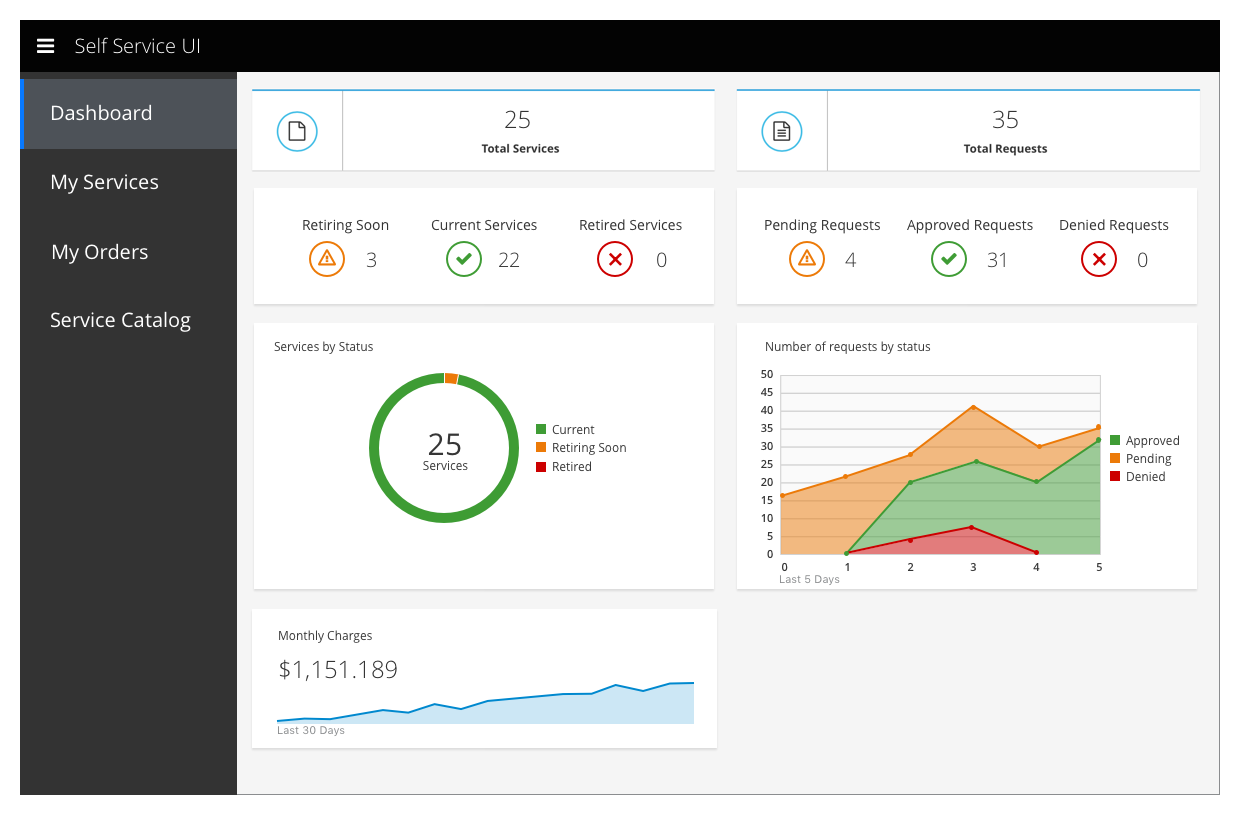 Self Service UI
Dashboard
My Services
My Orders
Service Catalog
25
Total Services
35
Total Requests
Retiring Soon Current Services Retired Services
3 22 0
Pending Requests Approved Requests Denied Requests
4 31 0
Services by Status
25
Services
Current
Retiring Soon
Retired
Number of requests by status
50
45
40
35
30
25
20
15
10
5
0
0 1 2 3 4 5
Last 5 Days
Approved
Pending
Denied
Monthly Charges
$1,151.189
Last 30 Days